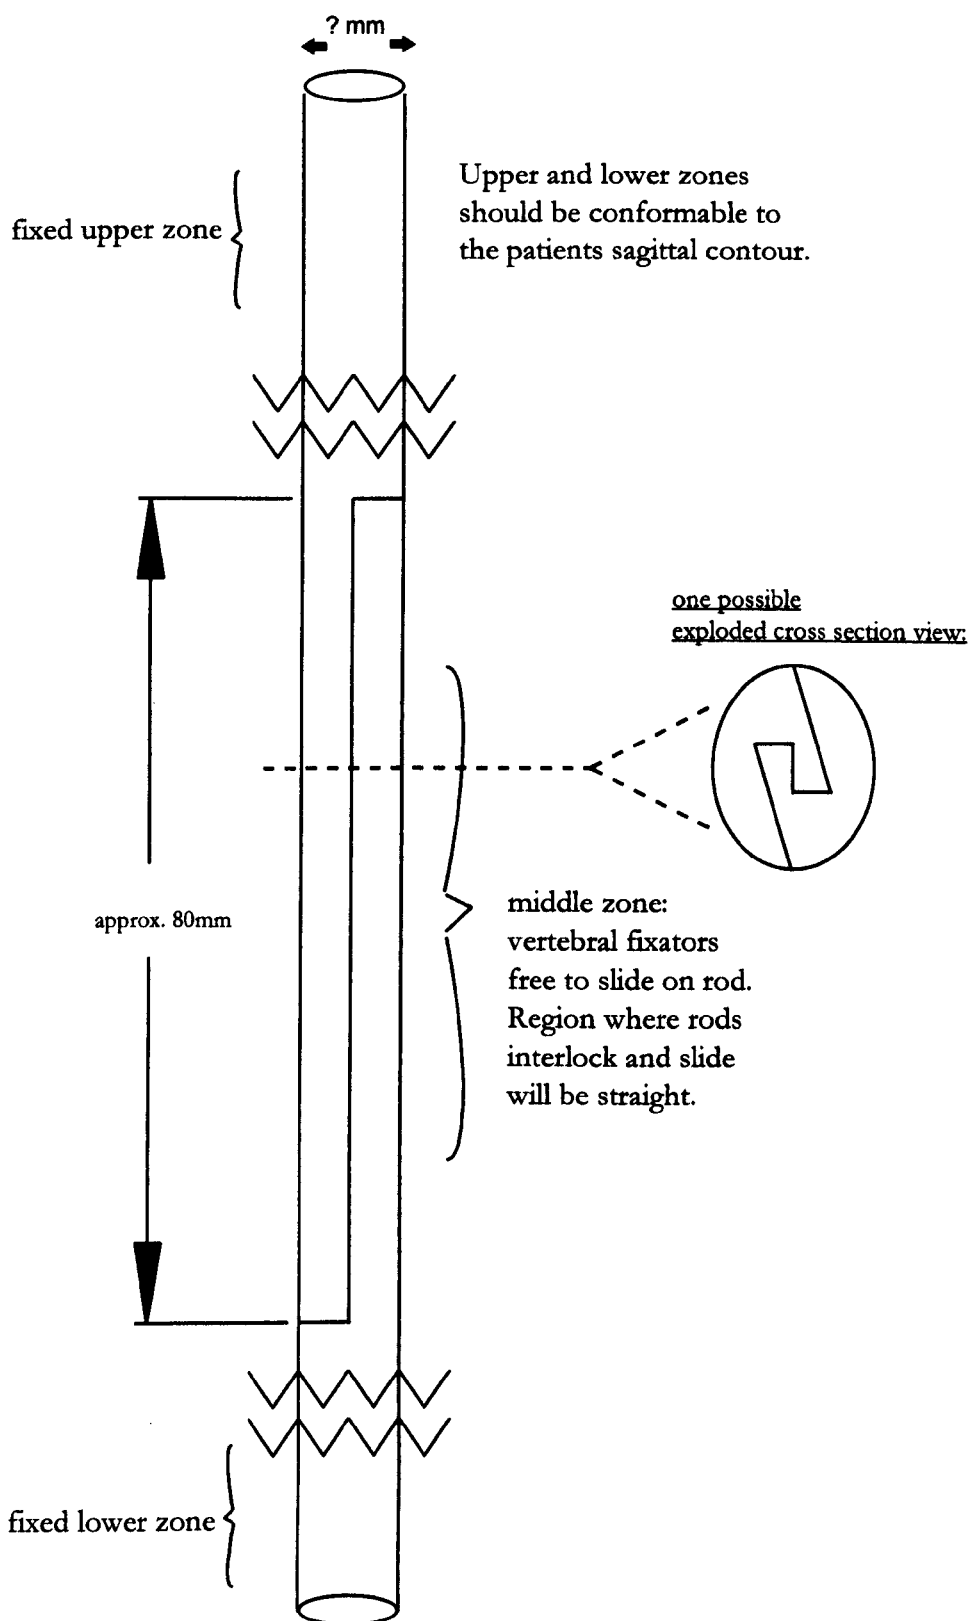 ? mm
fixed upper zone
Upper and lower zones
should be conformable to
the patients sagittal contour.
one possible
exploded cross section view:
approx. 80mm
middle zone:
vertebral fixators
free to slide on rod.
Region where rods
interlock and slide
will be straight.
fixed lower zone